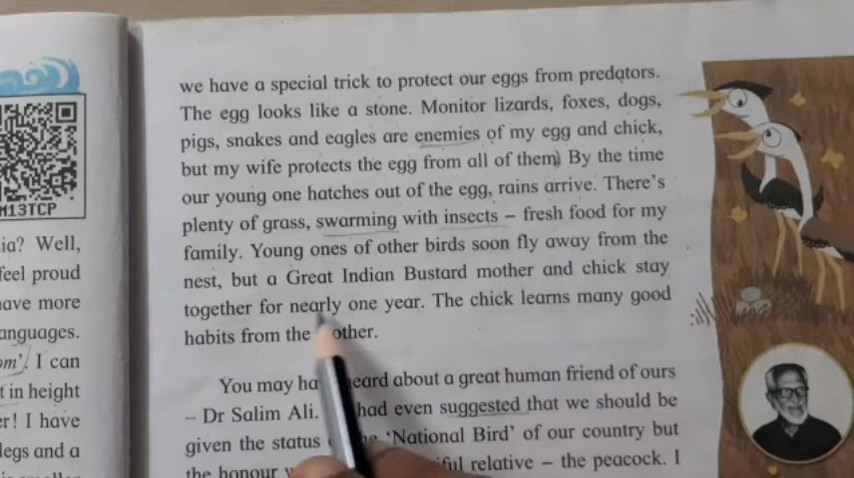 M13TCP
ia? Well,
feel proud
ave more
anguages.
om'. I can
t in height
er! I have
legs and a
we have a special trick to protect our eggs from predators.
The egg looks like a stone. Monitor lizards, foxes, dogs,
pigs, snakes and eagles are enemies of my egg and chick,
but my wife protects the egg from all of them) By the time
our young one hatches out of the egg, rains arrive. There's
plenty of grass, swarming with insects – fresh food for my
family. Young ones of other birds soon fly away from the
nest, but a Great Indian Bustard mother and chick stay
together for nearly one year. The chick learns many good
habits from the other.
You may ha heard about a great human friend of ours
– Dr Salim Ali. had even suggested that we should be
given the status 'National Bird' of our country but
the honour ful relative – the peacock. I